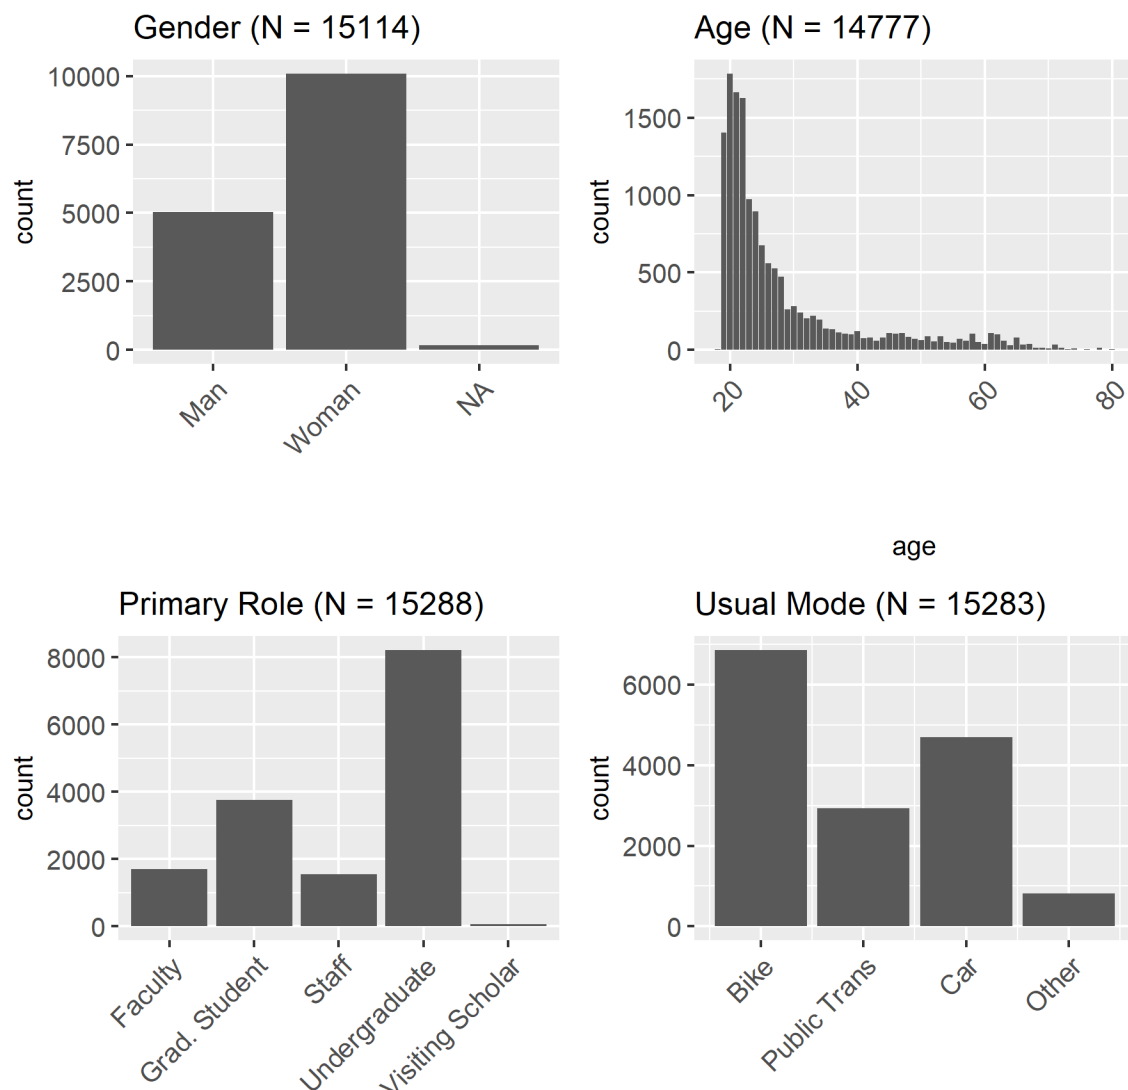 Gender (N = 15114)
count
10000
7500
5000
2500
0
Man
Woman
NA
Age (N = 14777)
count
1500
1000
500
0
20
40
60
80
age
Primary Role (N = 15288)
count
8000
6000
4000
2000
0
Faculty
Grad. Student
Staff
Undergraduate
Visiting Scholar
Usual Mode (N = 15283)
count
6000
4000
2000
0
Bike
Public Trans
Car
Other